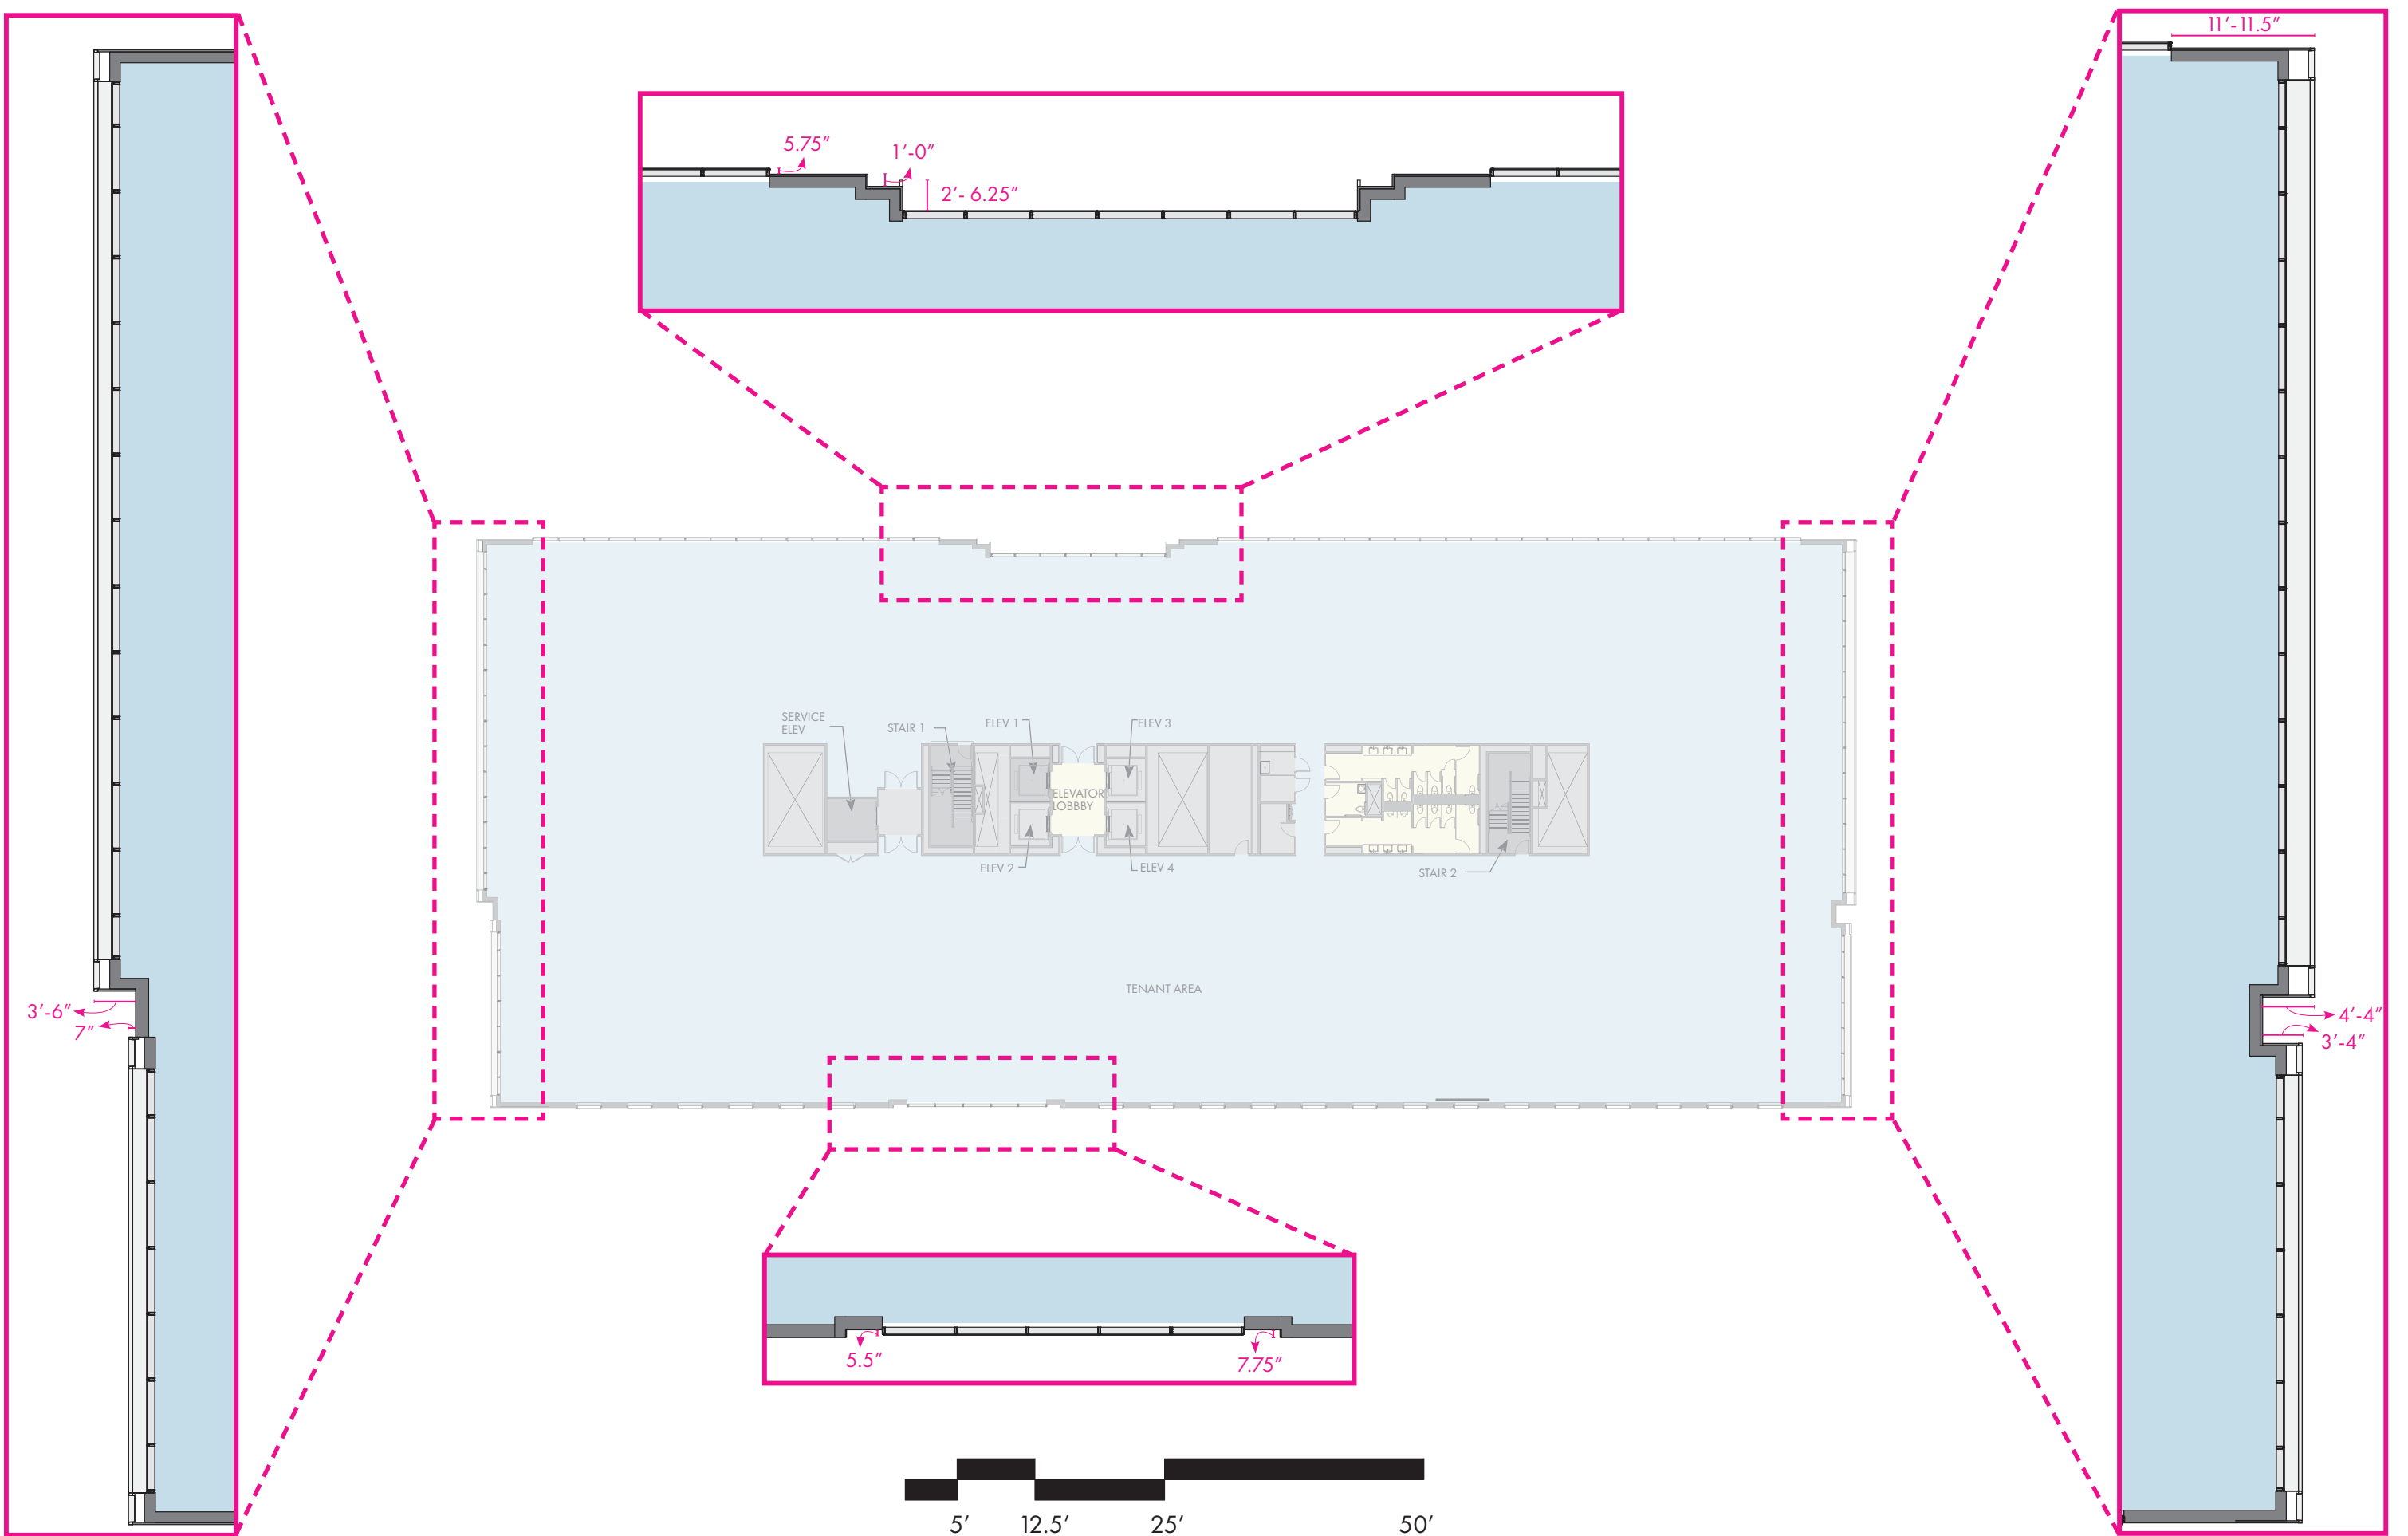 11’-11.5”
5.75”
1’-0”
2’- 6.25”
SERVICE
ELEV
STAIR 1
ELEV 1
ELEV 3
ELEVATOR
LOBBBY
ELEV 2
ELEV 4
STAIR 2
TENANT AREA
3’-6”
7”
4’-4”
3’-4”
5.5”
7.75”
5’ 12.5’ 25’ 50’